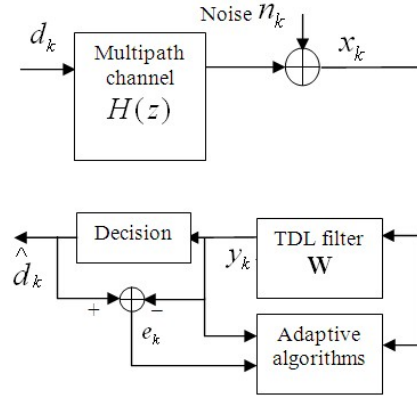 Noise n_k
d_k
Multipath
channel
H(z)
x_k
Decision
TDL filter
W
y_k
d̂_k
+
−
e_k
Adaptive
algorithms